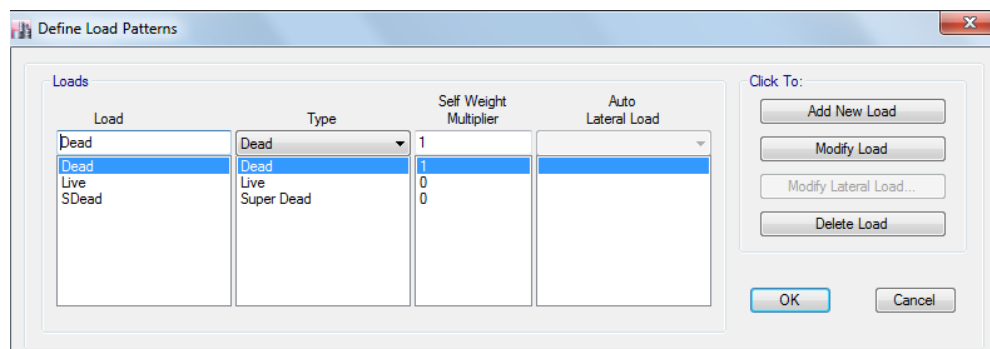 Define Load Patterns
Loads
Load
Type
Self Weight
Multiplier
Auto
Lateral Load
Dead
Dead
1
Dead
Dead
1
Live
Live
0
SDead
Super Dead
0
Click To:
Add New Load
Modify Load
Modify Lateral Load...
Delete Load
OK
Cancel